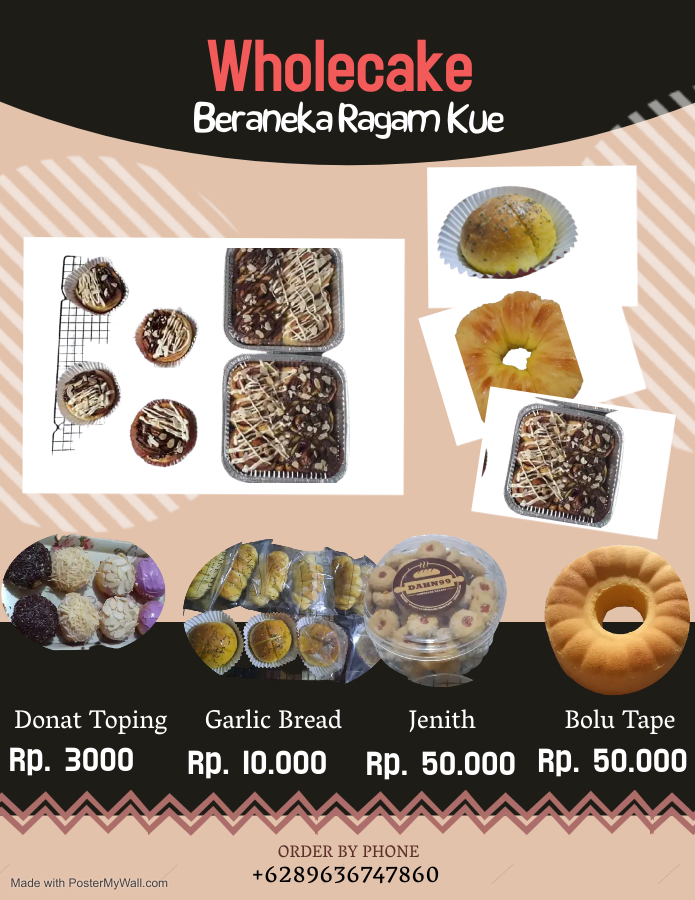 Wholecake
Beraneka Ragam Kue
DAHN99
Donat Toping
Garlic Bread
Jenith
Bolu Tape
Rp. 3000
Rp. 10.000
Rp. 50.000
Rp. 50.000
ORDER BY PHONE
+6289636747860
Made with PosterMyWall.com